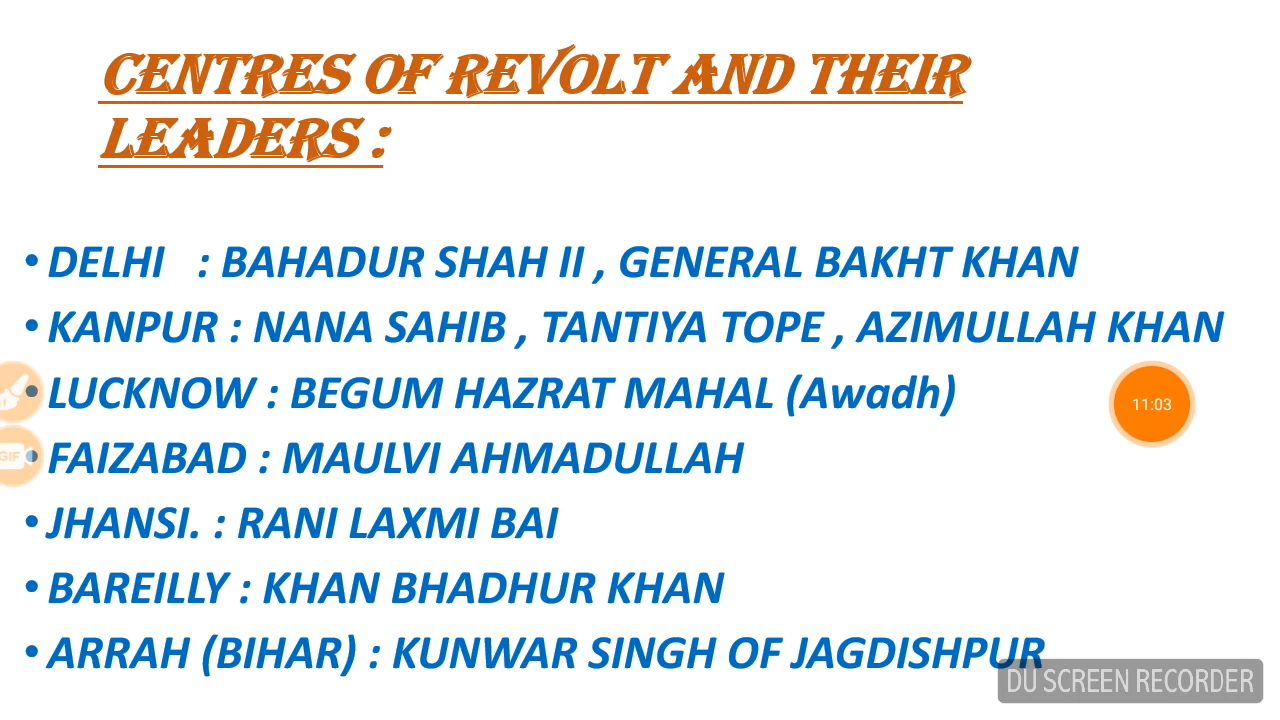 CENTRES OF REVOLT AND THEIR
LEADERS :
• DELHI : BAHADUR SHAH II , GENERAL BAKHT KHAN
• KANPUR : NANA SAHIB , TANTIYA TOPE , AZIMULLAH KHAN
• LUCKNOW : BEGUM HAZRAT MAHAL (Awadh)
11:03
GIF
• FAIZABAD : MAULVI AHMADULLAH
• JHANSI. : RANI LAXMI BAI
• BAREILLY : KHAN BHADHUR KHAN
• ARRAH (BIHAR) : KUNWAR SINGH OF JAGDISHPUR
DU SCREEN RECORDER